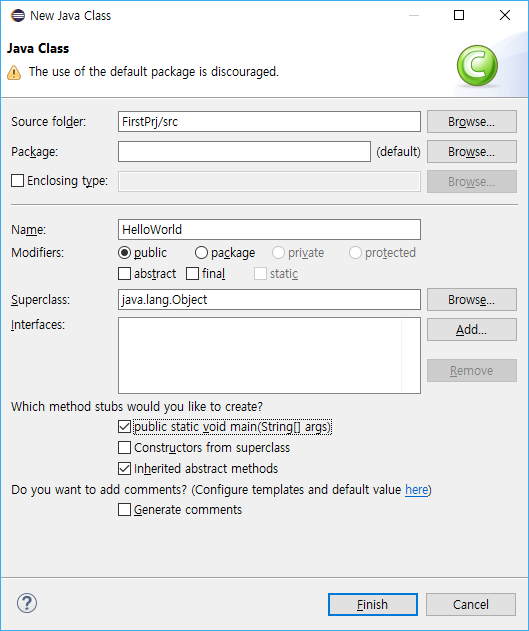 New Java Class
Java Class
The use of the default package is discouraged.
Source folder: FirstPrj/src Browse...
Package: (default) Browse...
Enclosing type: Browse...
Name: HelloWorld
Modifiers: public package private protected
abstract final static
Superclass: java.lang.Object Browse...
Interfaces: Add...
Remove
Which method stubs would you like to create?
public static void main(String[] args)
Constructors from superclass
Inherited abstract methods
Do you want to add comments? (Configure templates and default value here)
Generate comments
? Finish Cancel